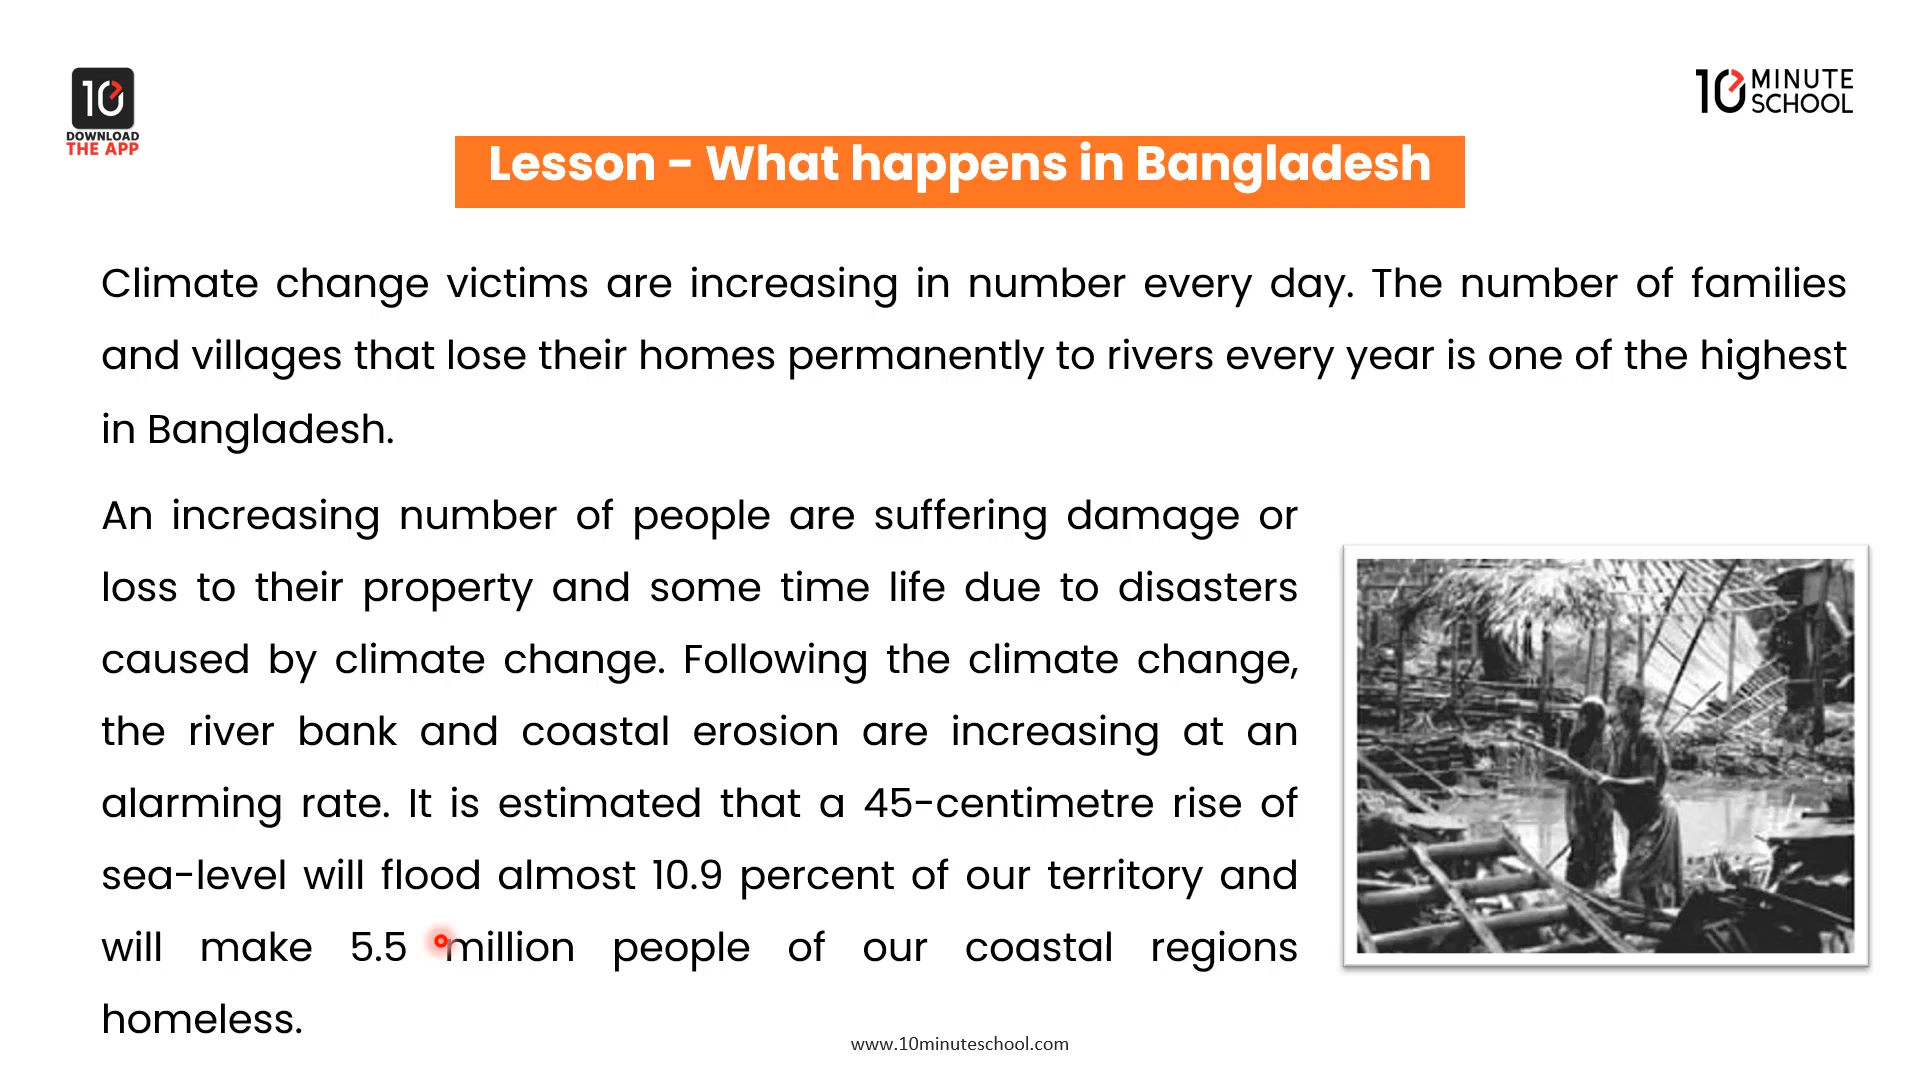 10
DOWNLOAD
THE APP
10 MINUTE
SCHOOL
Lesson - What happens in Bangladesh
Climate change victims are increasing in number every day. The number of families
and villages that lose their homes permanently to rivers every year is one of the highest
in Bangladesh.
An increasing number of people are suffering damage or
loss to their property and some time life due to disasters
caused by climate change. Following the climate change,
the river bank and coastal erosion are increasing at an
alarming rate. It is estimated that a 45-centimetre rise of
sea-level will flood almost 10.9 percent of our territory and
will make 5.5 million people of our coastal regions
homeless.
www.10minuteschool.com